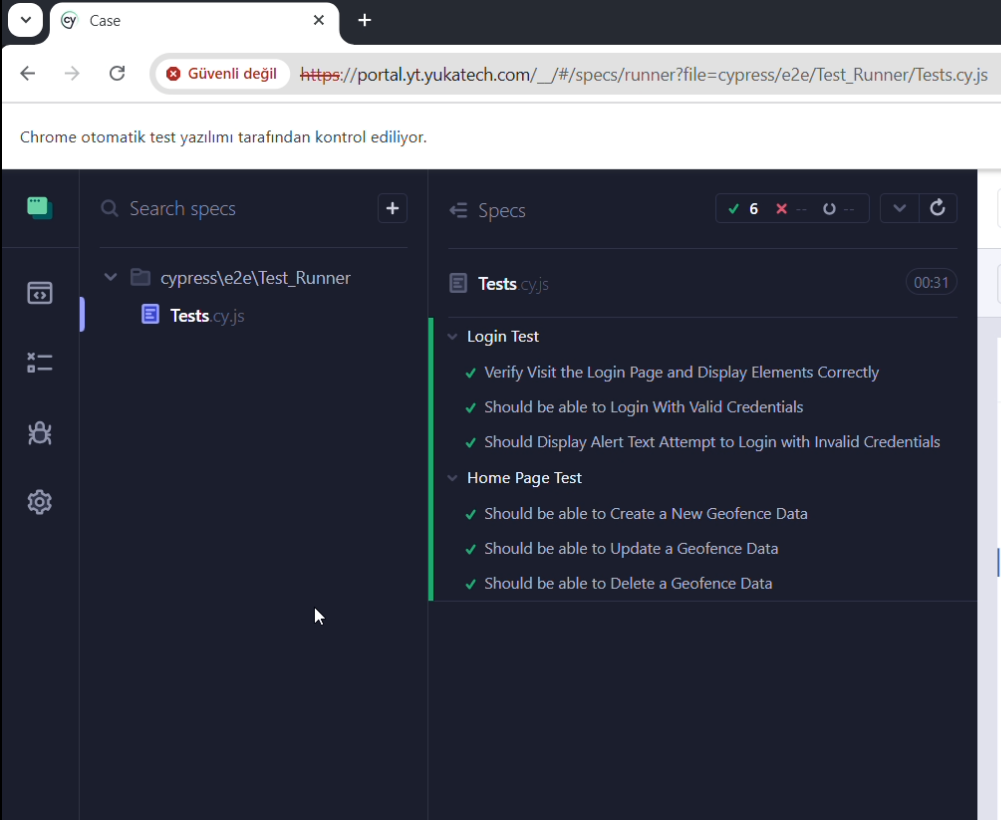 cy Case
Güvenli değil https://portal.yt.yukatech.com/__/#/specs/runner?file=cypress/e2e/Test_Runner/Tests.cy.js
Chrome otomatik test yazılımı tarafından kontrol ediliyor.
Search specs
cypress\e2e\Test_Runner
Tests.cy.js
Specs
6 -- --
Tests.cy.js 00:31
Login Test
Verify Visit the Login Page and Display Elements Correctly
Should be able to Login With Valid Credentials
Should Display Alert Text Attempt to Login with Invalid Credentials
Home Page Test
Should be able to Create a New Geofence Data
Should be able to Update a Geofence Data
Should be able to Delete a Geofence Data